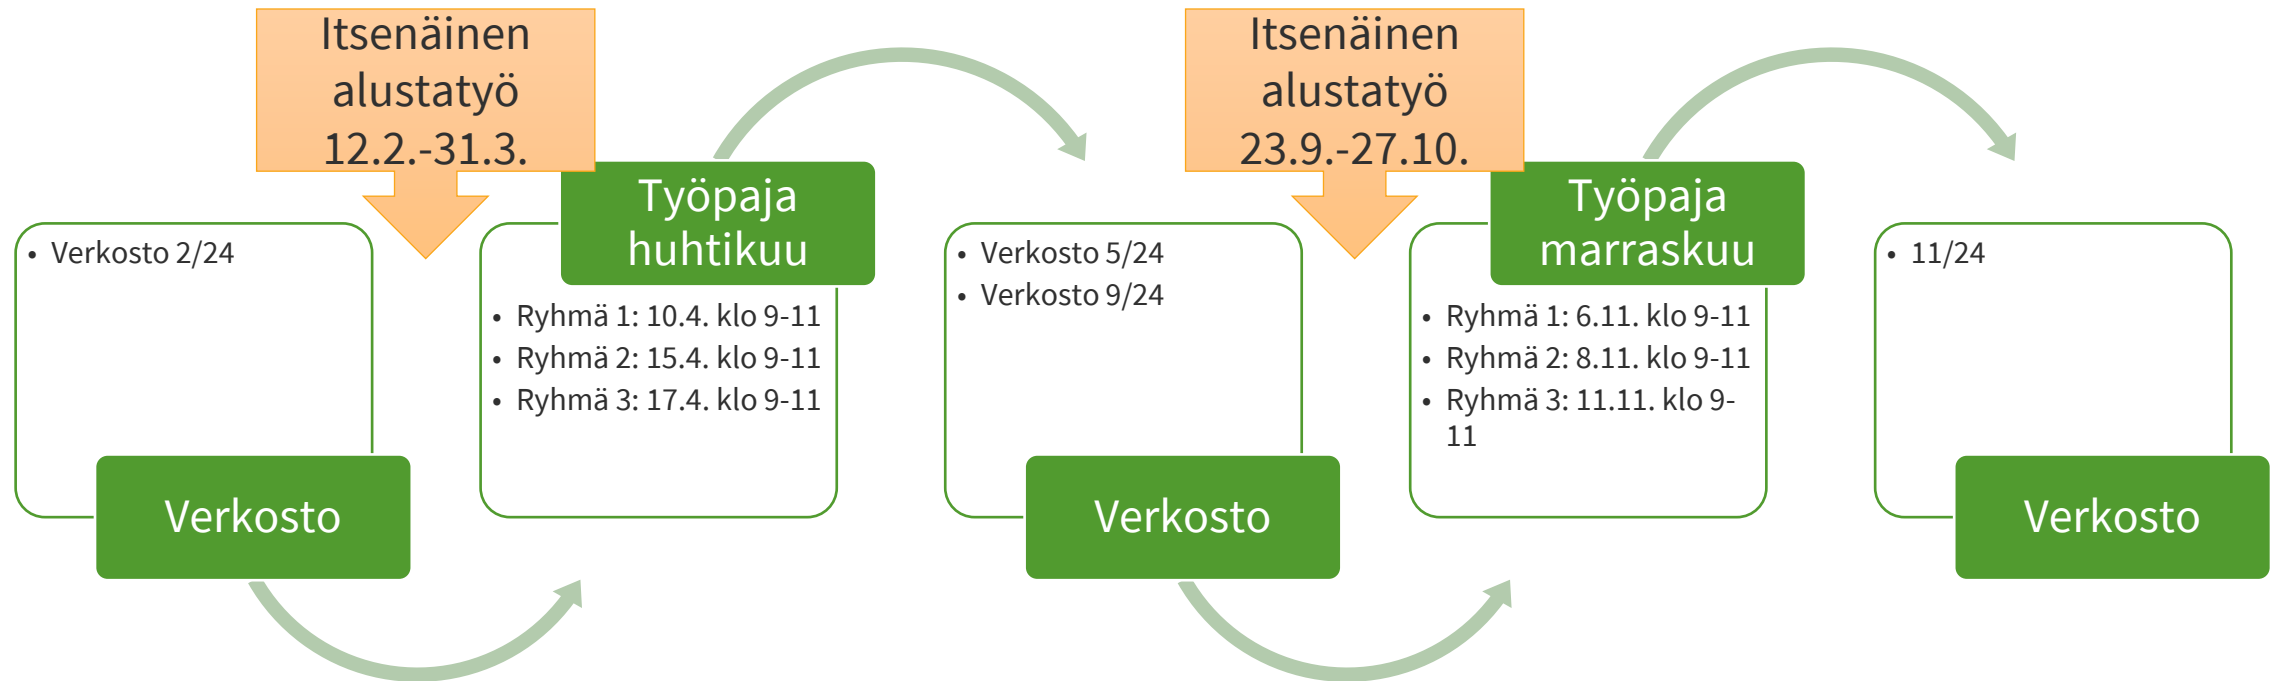 Itsenäinen
alustatyö
12.2.-31.3.
• Verkosto 2/24
Verkosto
Työpaja
huhtikuu
• Ryhmä 1: 10.4. klo 9-11
• Ryhmä 2: 15.4. klo 9-11
• Ryhmä 3: 17.4. klo 9-11
• Verkosto 5/24
• Verkosto 9/24
Verkosto
Itsenäinen
alustatyö
23.9.-27.10.
Työpaja
marraskuu
• Ryhmä 1: 6.11. klo 9-11
• Ryhmä 2: 8.11. klo 9-11
• Ryhmä 3: 11.11. klo 9-
11
• 11/24
Verkosto